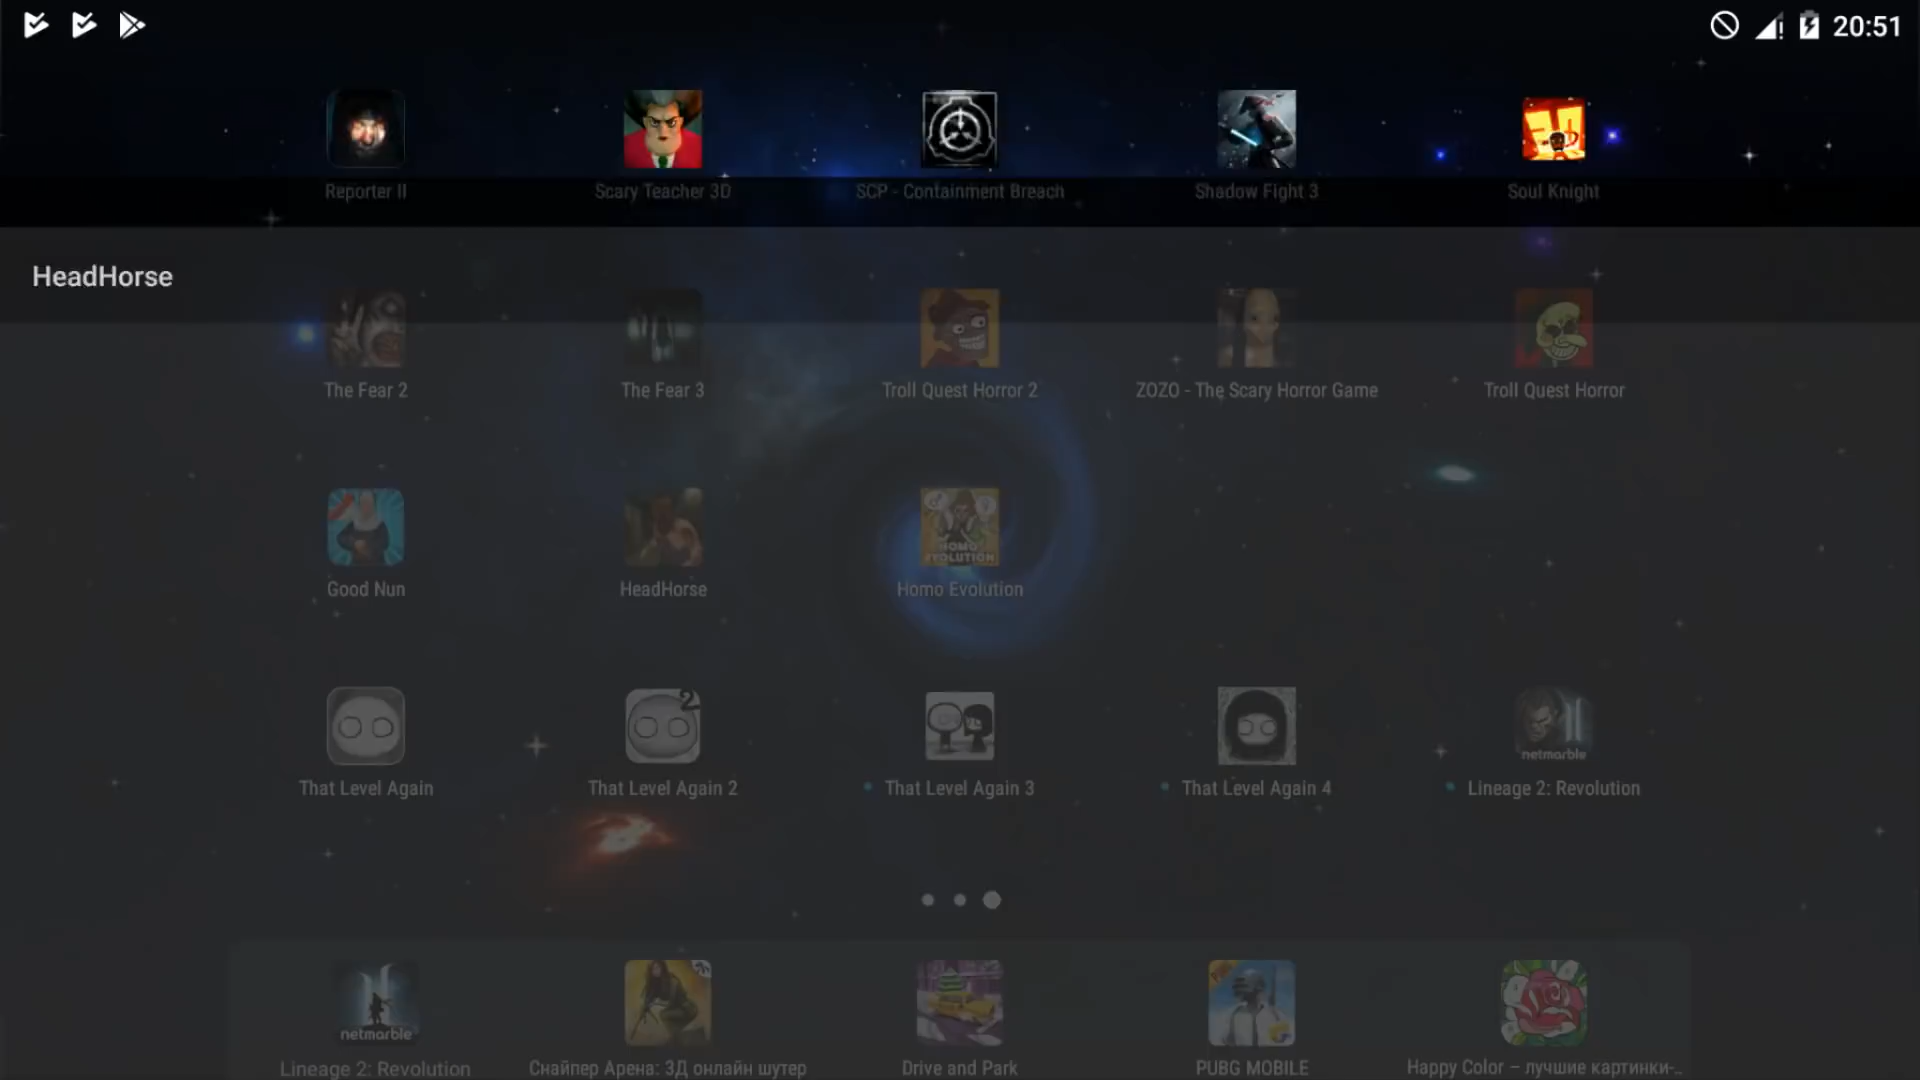 20:51
Reporter II
Scary Teacher 3D
SCP - Containment Breach
Shadow Fight 3
Soul Knight
HeadHorse
The Fear 2
The Fear 3
Troll Quest Horror 2
ZOZO - The Scary Horror Game
Troll Quest Horror
HOMO
EVOLUTION
Good Nun
HeadHorse
Homo Evolution
2
netmarble
That Level Again
That Level Again 2
That Level Again 3
That Level Again 4
Lineage 2: Revolution
netmarble
Lineage 2: Revolution
Снайпер Арена: 3Д онлайн шутер
Drive and Park
PUBG MOBILE
Happy Color – лучшие картинки-..